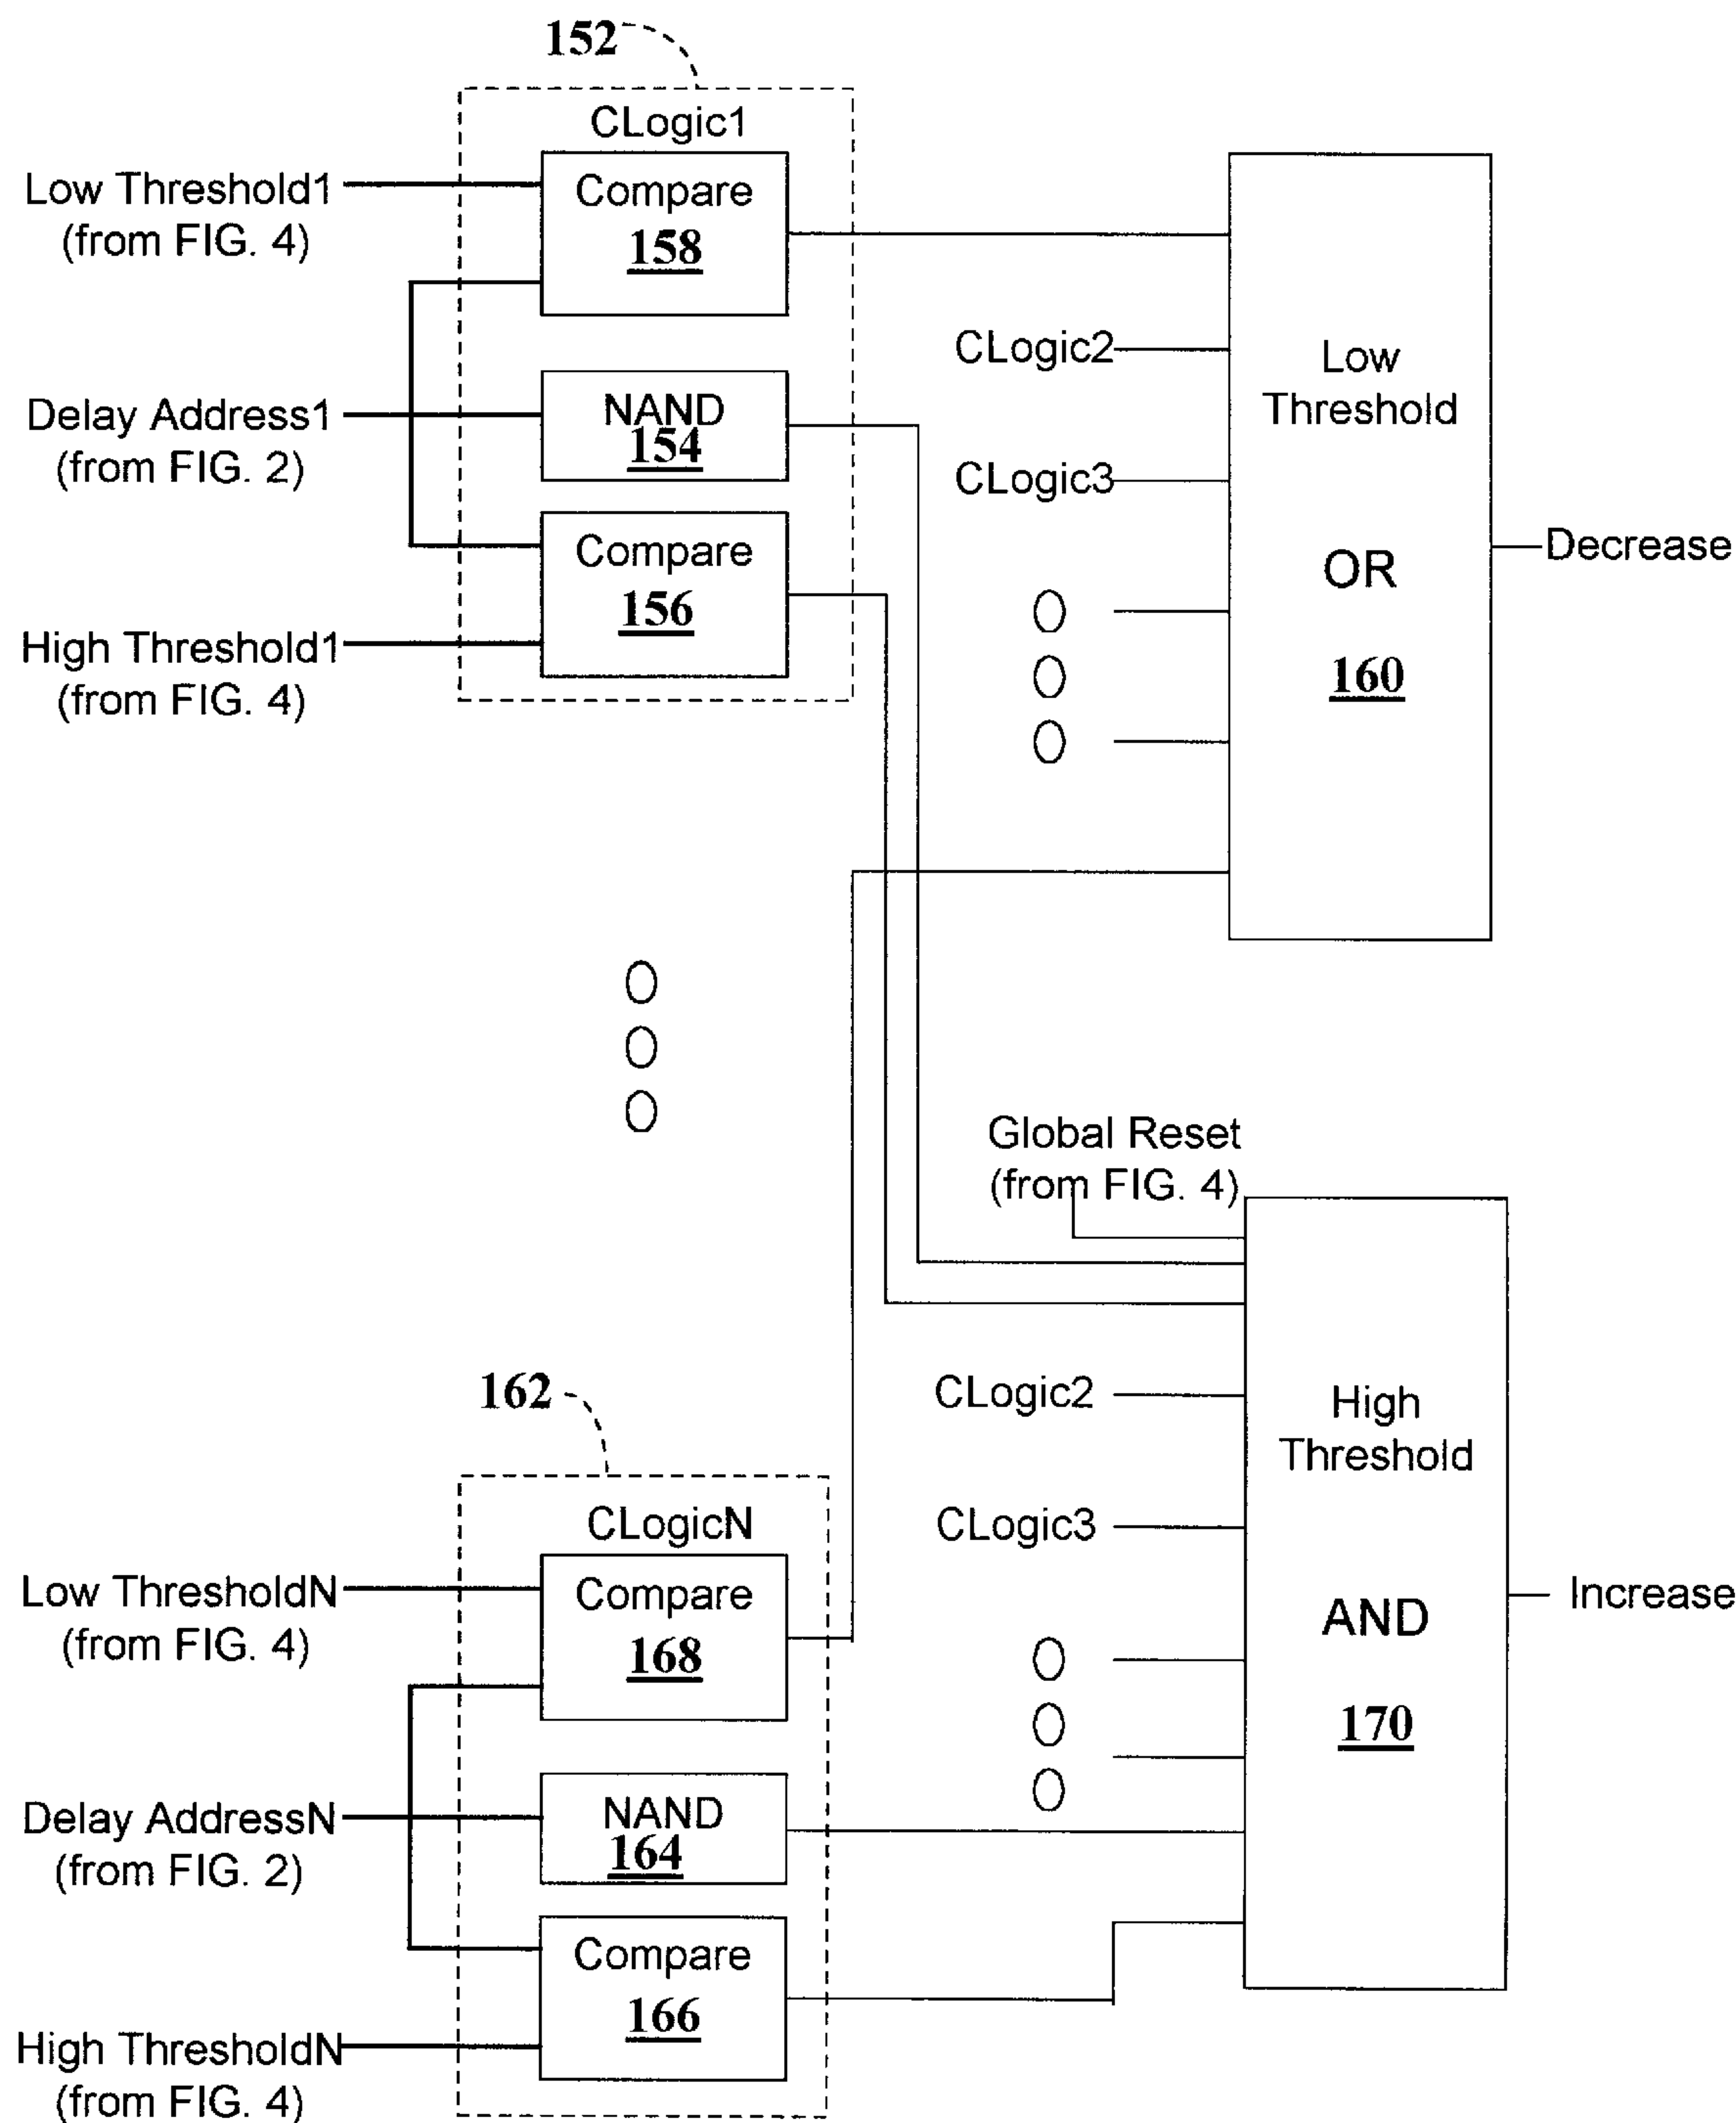 152
CLogic1
Low Threshold1
(from FIG. 4)
Compare
158
Delay Address1
(from FIG. 2)
NAND
154
High Threshold1
(from FIG. 4)
Compare
156
CLogic2
CLogic3
Low
Threshold
OR
160
Decrease
Global Reset
(from FIG. 4)
162
CLogicN
Low ThresholdN
(from FIG. 4)
Compare
168
Delay AddressN
(from FIG. 2)
NAND
164
High ThresholdN
(from FIG. 4)
Compare
166
CLogic2
CLogic3
High
Threshold
AND
170
Increase